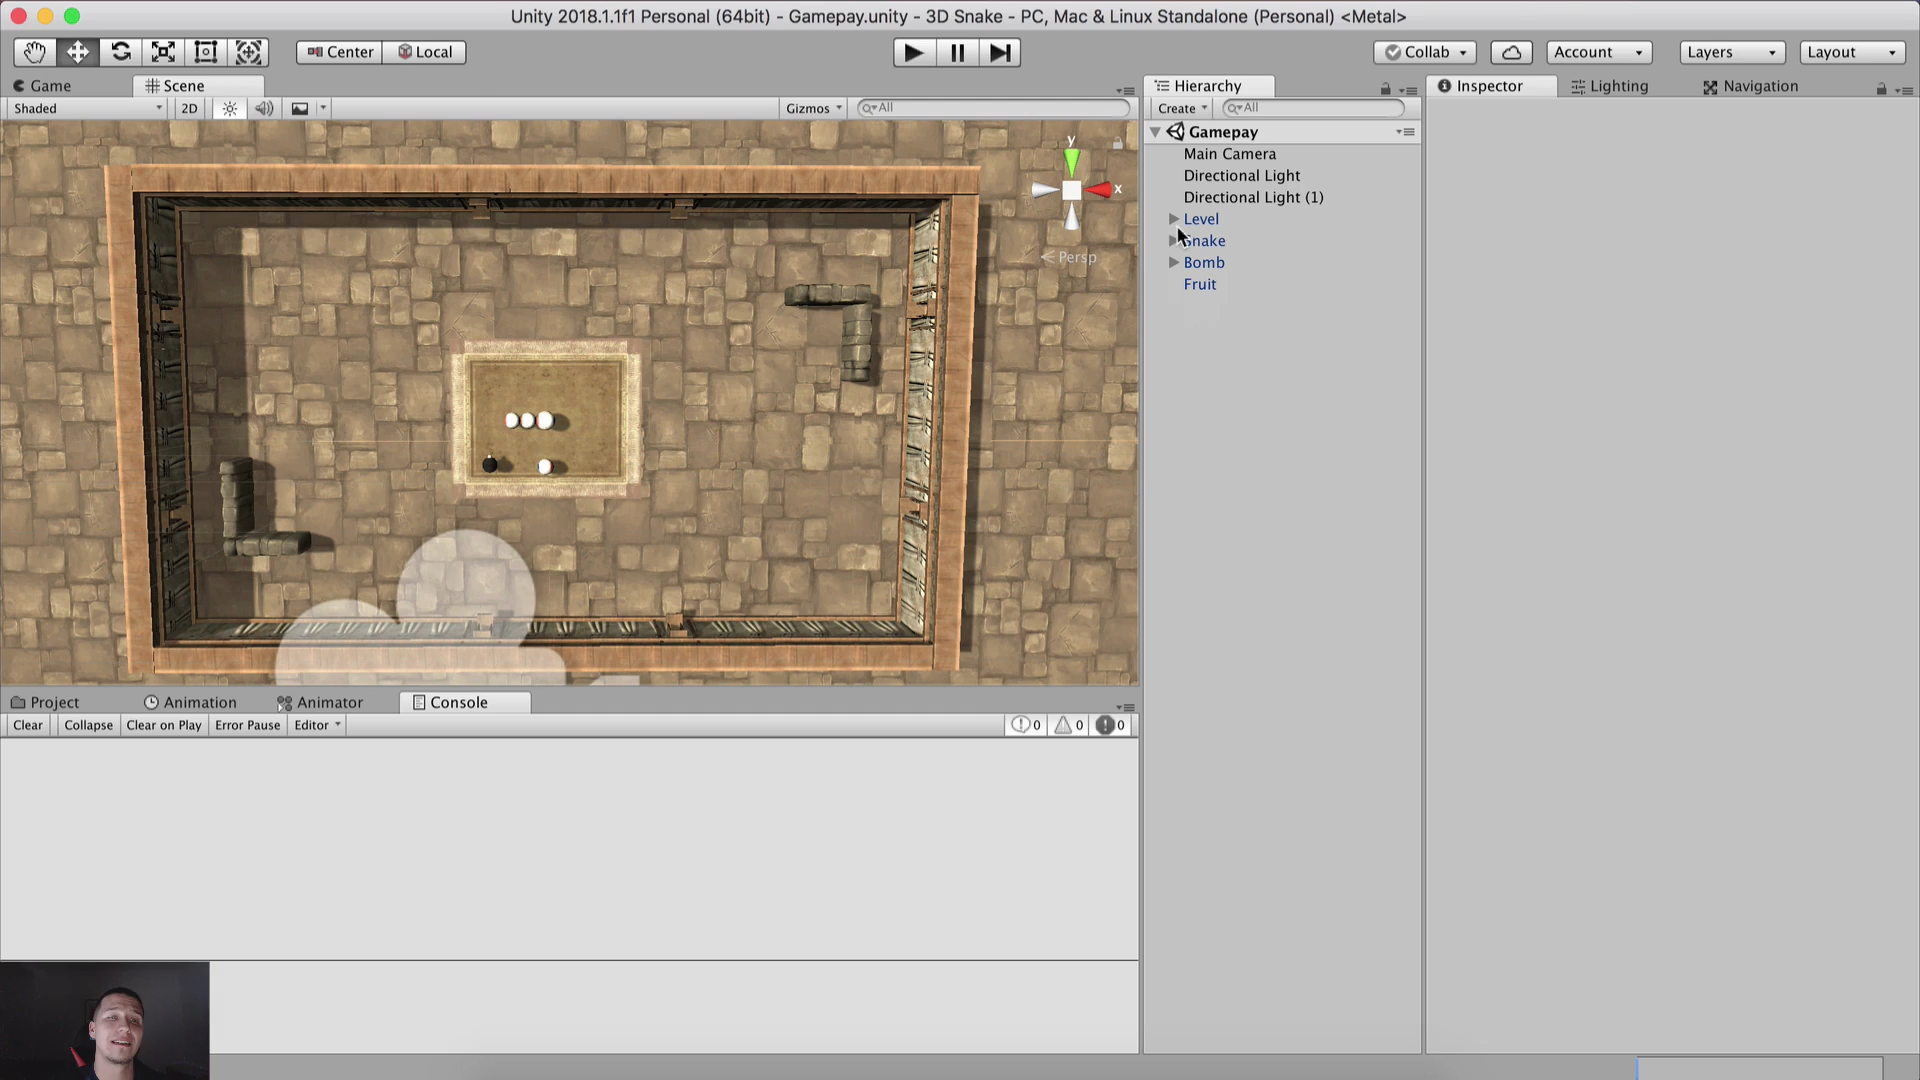 Unity 2018.1.1f1 Personal (64bit) - Gamepay.unity - 3D Snake - PC, Mac & Linux Standalone (Personal) <Metal>
Center Local Collab Account Layers Layout
Game Scene Hierarchy Inspector Lighting Navigation
Shaded 2D Gizmos All Create All
Gamepay
Main Camera
Directional Light
Directional Light (1)
Level
Snake
Bomb
Fruit
y
x
Persp
Project Animation Animator Console
Clear Collapse Clear on Play Error Pause Editor 0 0 0